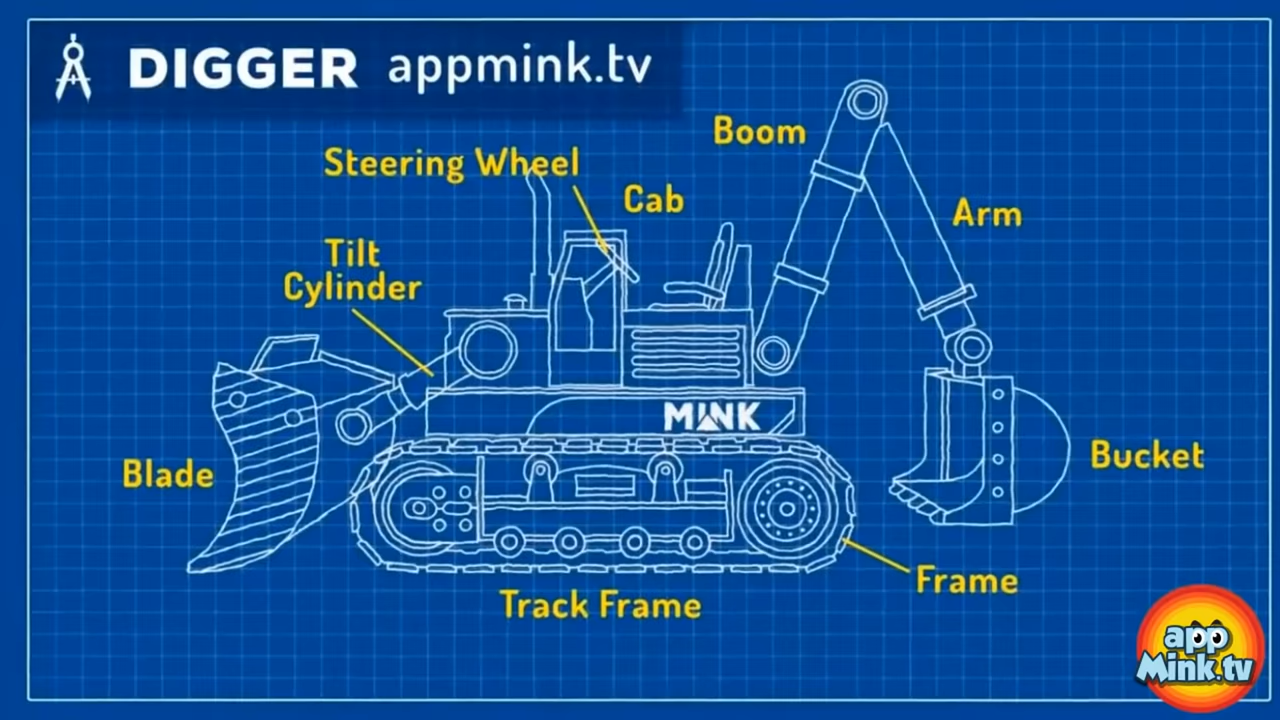 DIGGER appmink.tv
Boom
Steering Wheel
Cab
Arm
Tilt
Cylinder
MINK
Blade
Bucket
Frame
Track Frame
app
Mink.tv